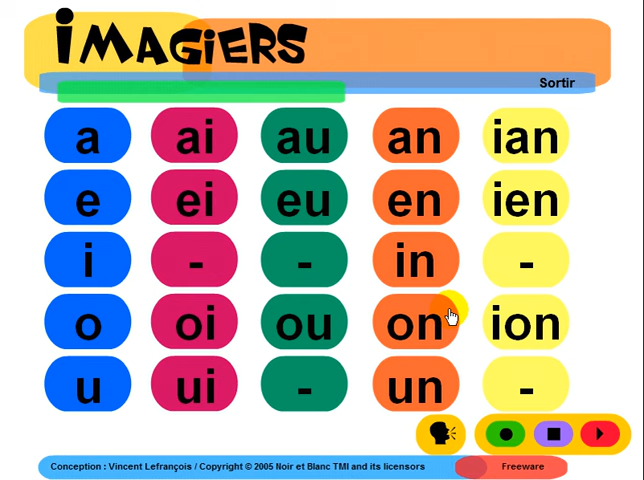 iMAGiERS
Sortir
a ai au an ian
e ei eu en ien
i - - in -
o oi ou on ion
u ui - un -
Conception : Vincent Lefrançois / Copyright © 2005 Noir et Blanc TMI and its licensors Freeware